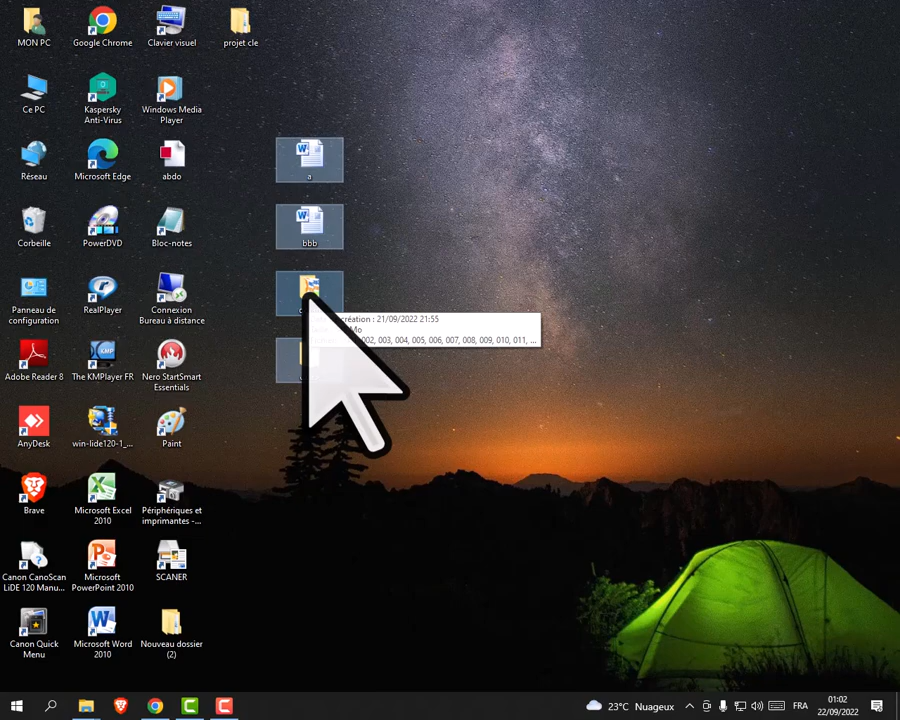 MON PC
Google Chrome
Clavier visuel
projet cle
Ce PC
Kaspersky
Anti-Virus
Windows Media
Player
a
Réseau
Microsoft Edge
abdo
bbb
Corbeille
PowerDVD
Bloc-notes
Panneau de
configuration
RealPlayer
Connexion
Bureau à distance
création : 21/09/2022 21:55
Mo
002, 003, 004, 005, 006, 007, 008, 009, 010, 011, ...
Adobe Reader 8
The KMPlayer FR
Nero StartSmart
Essentials
AnyDesk
win-lide120-1_...
Paint
Brave
Microsoft Excel
2010
Périphériques et
imprimantes -...
Canon CanoScan
LiDE 120 Manu...
Microsoft
PowerPoint 2010
SCANER
Canon Quick
Menu
Microsoft Word
2010
Nouveau dossier
(2)
23°C Nuageux
FRA
01:02
22/09/2022